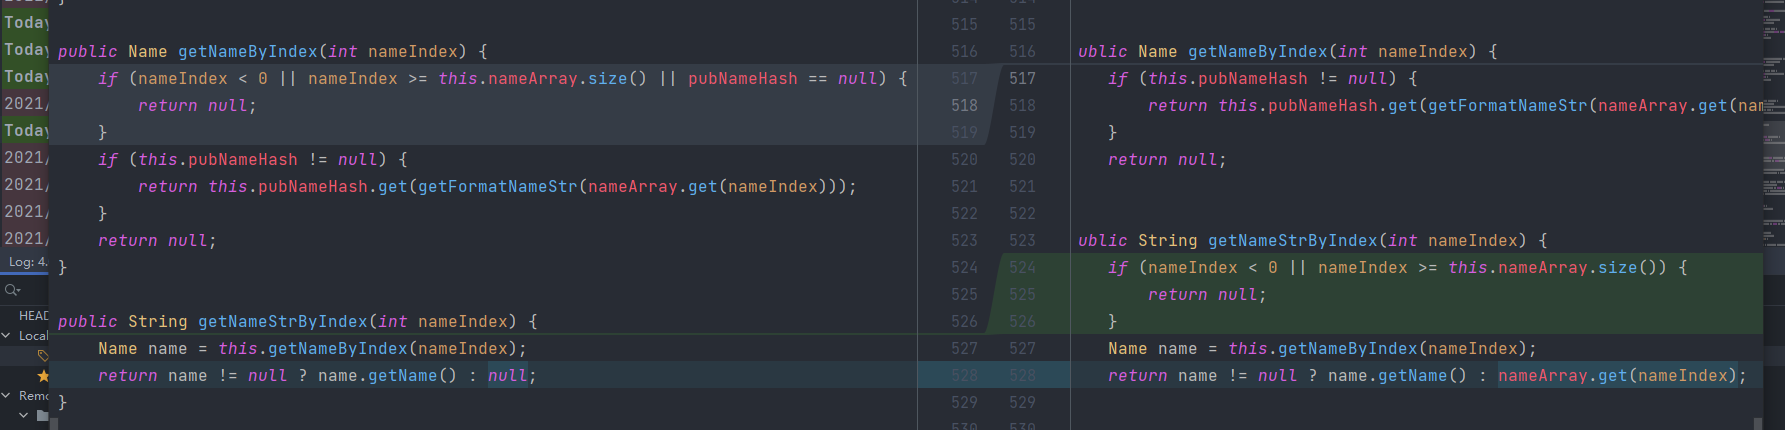 Today
Today
Today
2021/
Today
2021/
2021/
2021/
2021/
Log: 4.
HEAD
Local
Remo
public Name getNameByIndex(int nameIndex) {
if (nameIndex < 0 || nameIndex >= this.nameArray.size() || pubNameHash == null) {
return null;
}
if (this.pubNameHash != null) {
return this.pubNameHash.get(getFormatNameStr(nameArray.get(nameIndex)));
}
return null;
}
public String getNameStrByIndex(int nameIndex) {
Name name = this.getNameByIndex(nameIndex);
return name != null ? name.getName() : null;
}
515 515
516 516
517 517
518 518
519 519
520 520
521 521
522 522
523 523
524 524
525 525
526 526
527 527
528 528
529 529
530 530
ublic Name getNameByIndex(int nameIndex) {
if (this.pubNameHash != null) {
return this.pubNameHash.get(getFormatNameStr(nameArray.get(na
}
return null;
ublic String getNameStrByIndex(int nameIndex) {
if (nameIndex < 0 || nameIndex >= this.nameArray.size()) {
return null;
}
Name name = this.getNameByIndex(nameIndex);
return name != null ? name.getName() : nameArray.get(nameIndex);